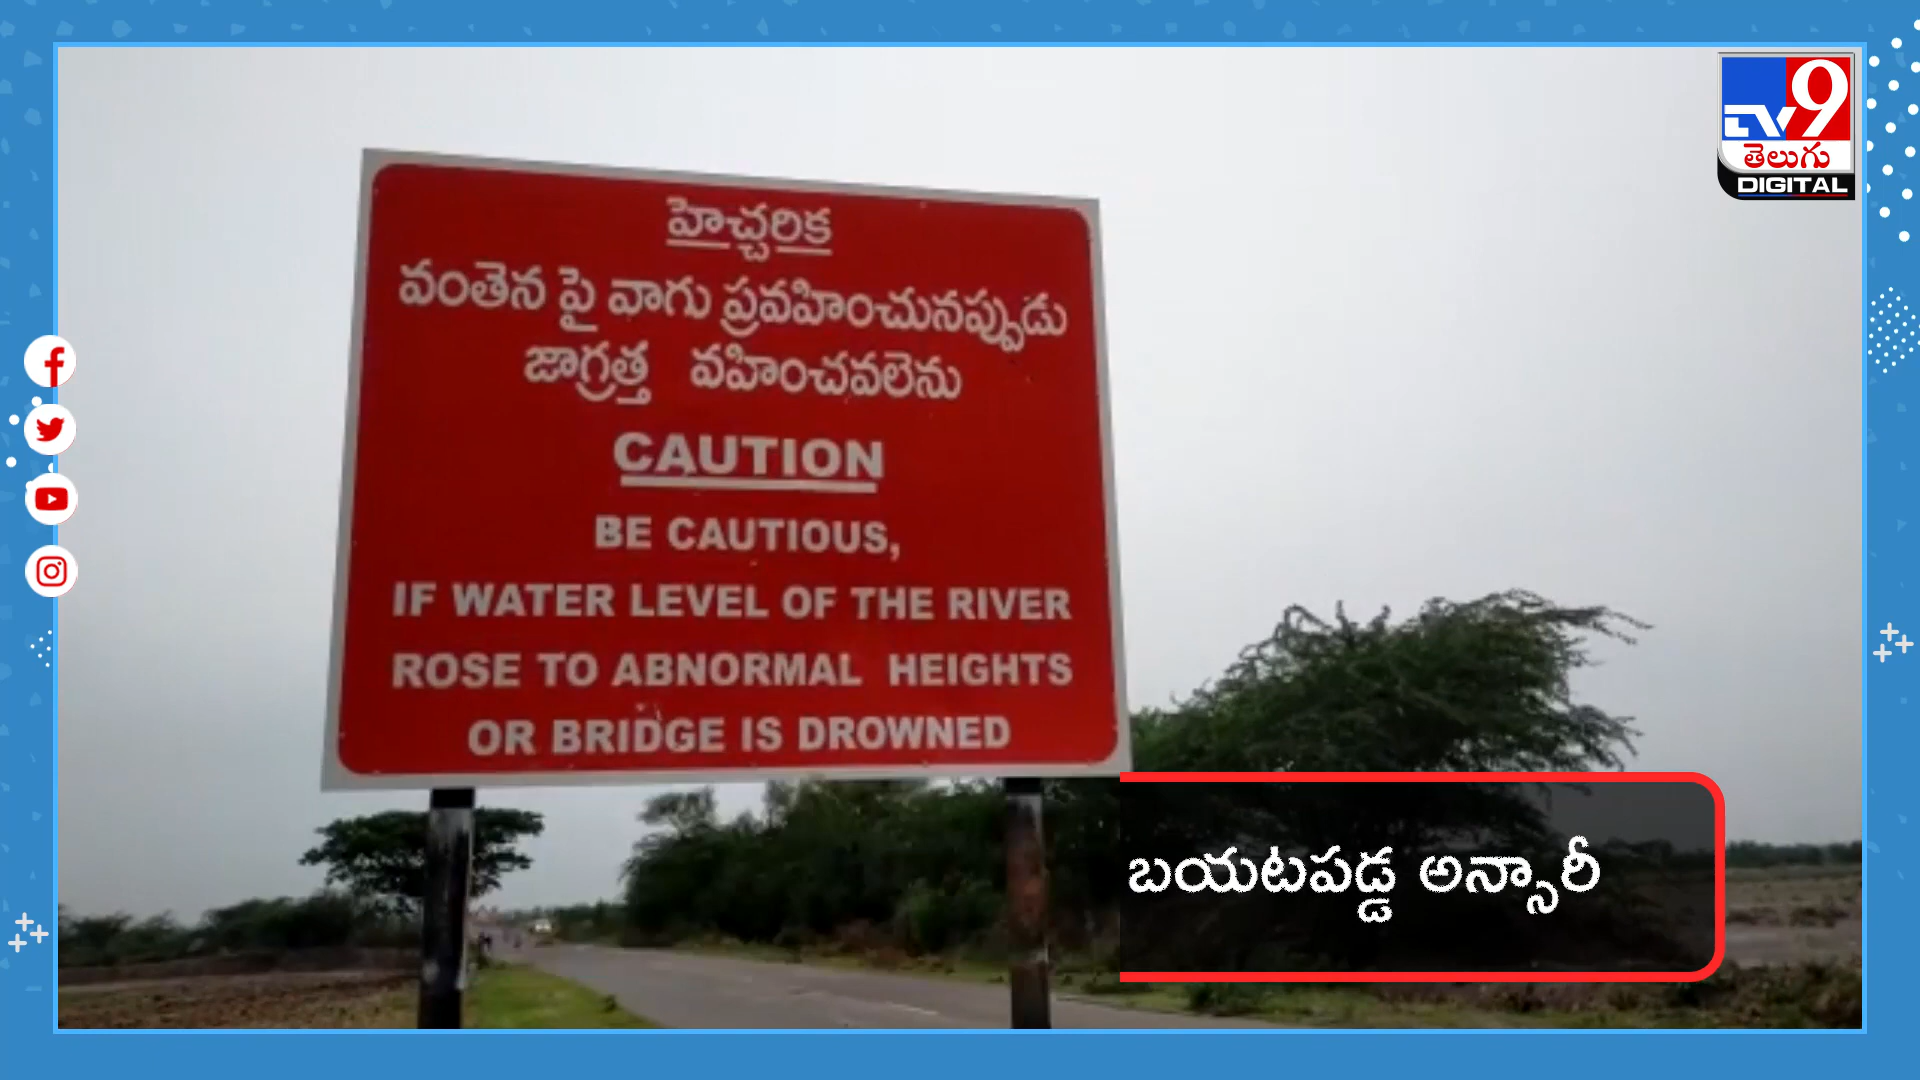 TV9
తెలుగు
DIGITAL
హెచ్చరిక
వంతెన పై వాగు ప్రవహించునప్పుడు
జాగ్రత్త వహించవలెను
CAUTION
BE CAUTIOUS,
IF WATER LEVEL OF THE RIVER
ROSE TO ABNORMAL HEIGHTS
OR BRIDGE IS DROWNED
బయటపడ్డ అన్సారీ